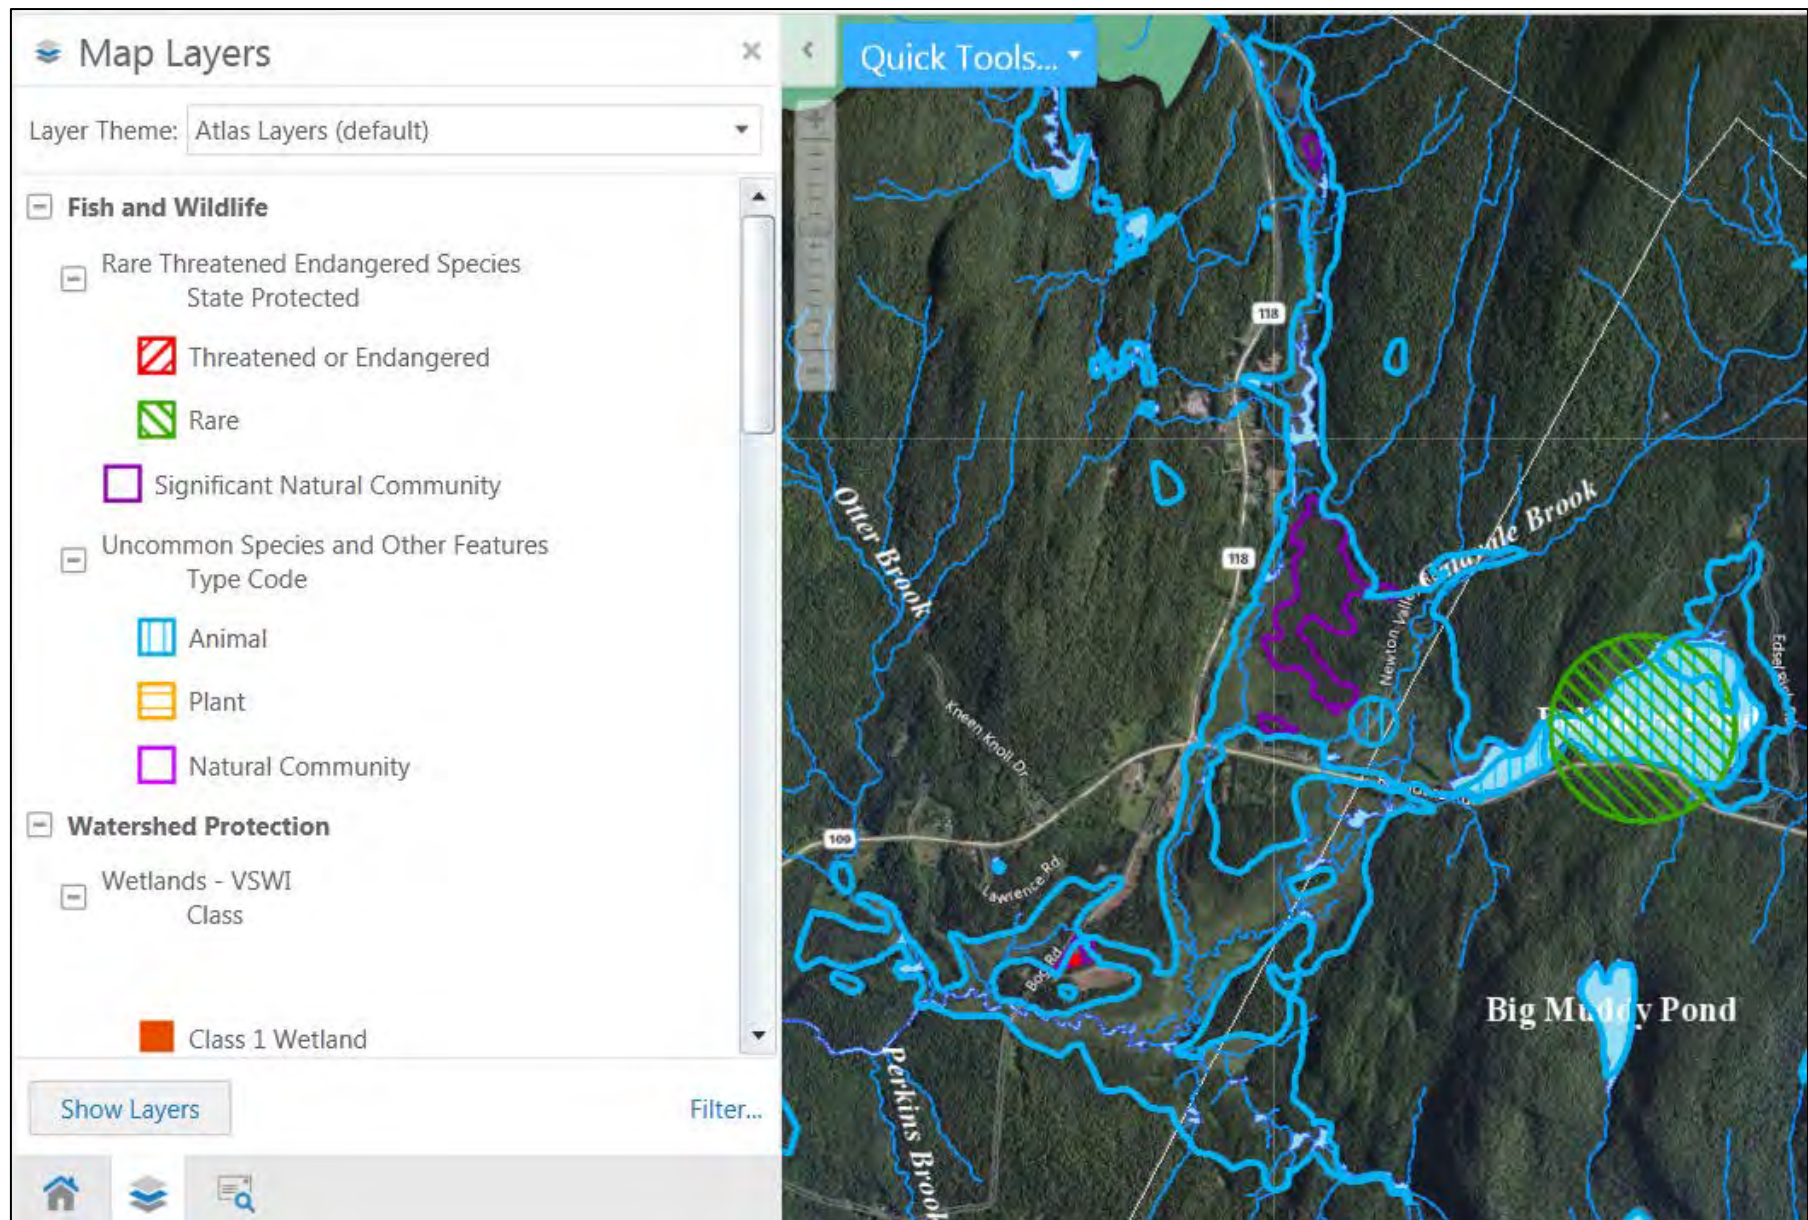 Map Layers
Quick Tools...
Layer Theme: Atlas Layers (default)
Fish and Wildlife
Rare Threatened Endangered Species
State Protected
Threatened or Endangered
Rare
Significant Natural Community
Uncommon Species and Other Features
Type Code
Animal
Plant
Natural Community
Watershed Protection
Wetlands - VSWI
Class
Class 1 Wetland
Show Layers
Filter...
118
118
Otter Brook
Brook
Newton
Kneen Knoll Dr
109
Lawrence Rd
Bog Rd
Big Muddy Pond
Perkins Brook